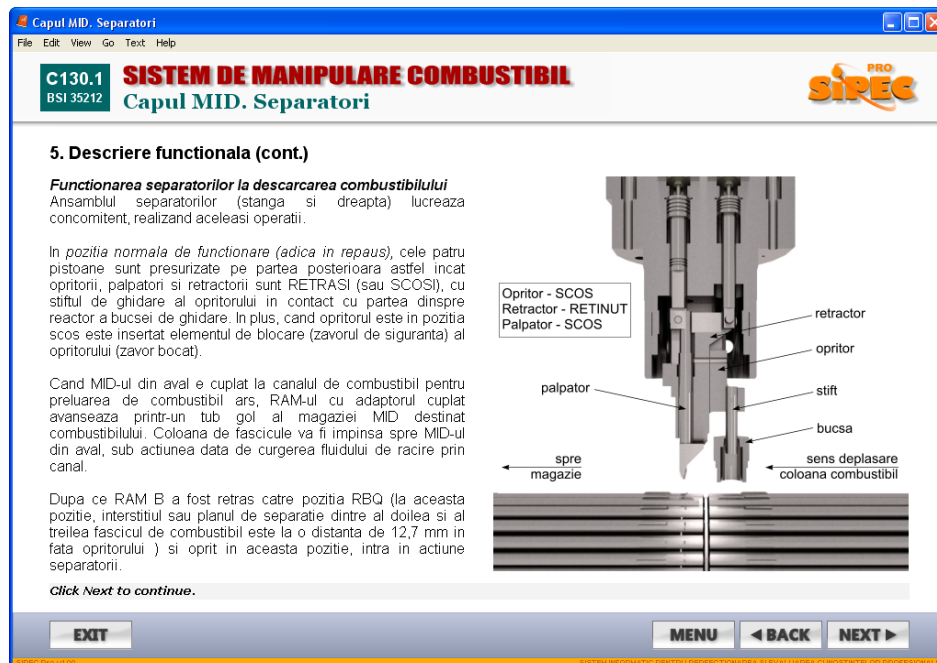 Capul MID. Separatori
File Edit View Go Text Help
C130.1
BSI 35212
SISTEM DE MANIPULARE COMBUSTIBIL
Capul MID. Separatori
PRO
SIPEC
5. Descriere functionala (cont.)
Functionarea separatorilor la descarcarea combustibilului
Ansamblul separatorilor (stanga si dreapta) lucreaza
concomitent, realizand aceleasi operatii.
In pozitia normala de functionare (adica in repaus), cele patru
pistoane sunt presurizate pe partea posterioara astfel incat
opritorii, palpatori si retractorii sunt RETRASI (sau SCOSI), cu
stiftul de ghidare al opritorului in contact cu partea dinspre
reactor a bucsei de ghidare. In plus, cand opritorul este in pozitia
scos este insertat elementul de blocare (zavorul de siguranta) al
opritorului (zavor bocat).
Cand MID-ul din aval e cuplat la canalul de combustibil pentru
preluarea de combustibil ars, RAM-ul cu adaptorul cuplat
avanseaza printr-un tub gol al magaziei MID destinat
combustibilului. Coloana de fascicule va fi impinsa spre MID-ul
din aval, sub actiunea data de curgerea fluidului de racire prin
canal.
Dupa ce RAM B a fost retras catre pozitia RBQ (la aceasta
pozitie, interstitiul sau planul de separatie dintre al doilea si al
treilea fascicul de combustibil este la o distanta de 12,7 mm in
fata opritorului ) si oprit in aceasta pozitie, intra in actiune
separatorii.
Click Next to continue.
Opritor - SCOS
Retractor - RETINUT
Palpator - SCOS
retractor
opritor
palpator
stift
bucsa
spre
magazie
sens deplasare
coloana combustibil
EXIT
MENU
BACK
NEXT